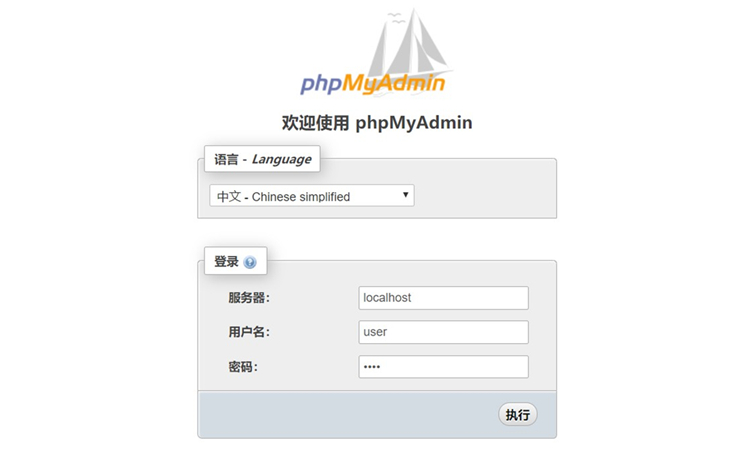 phpMyAdmin
欢迎使用 phpMyAdmin
语言 - Language
中文 - Chinese simplified
登录
服务器: localhost
用户名: user
密码: ••••
执行